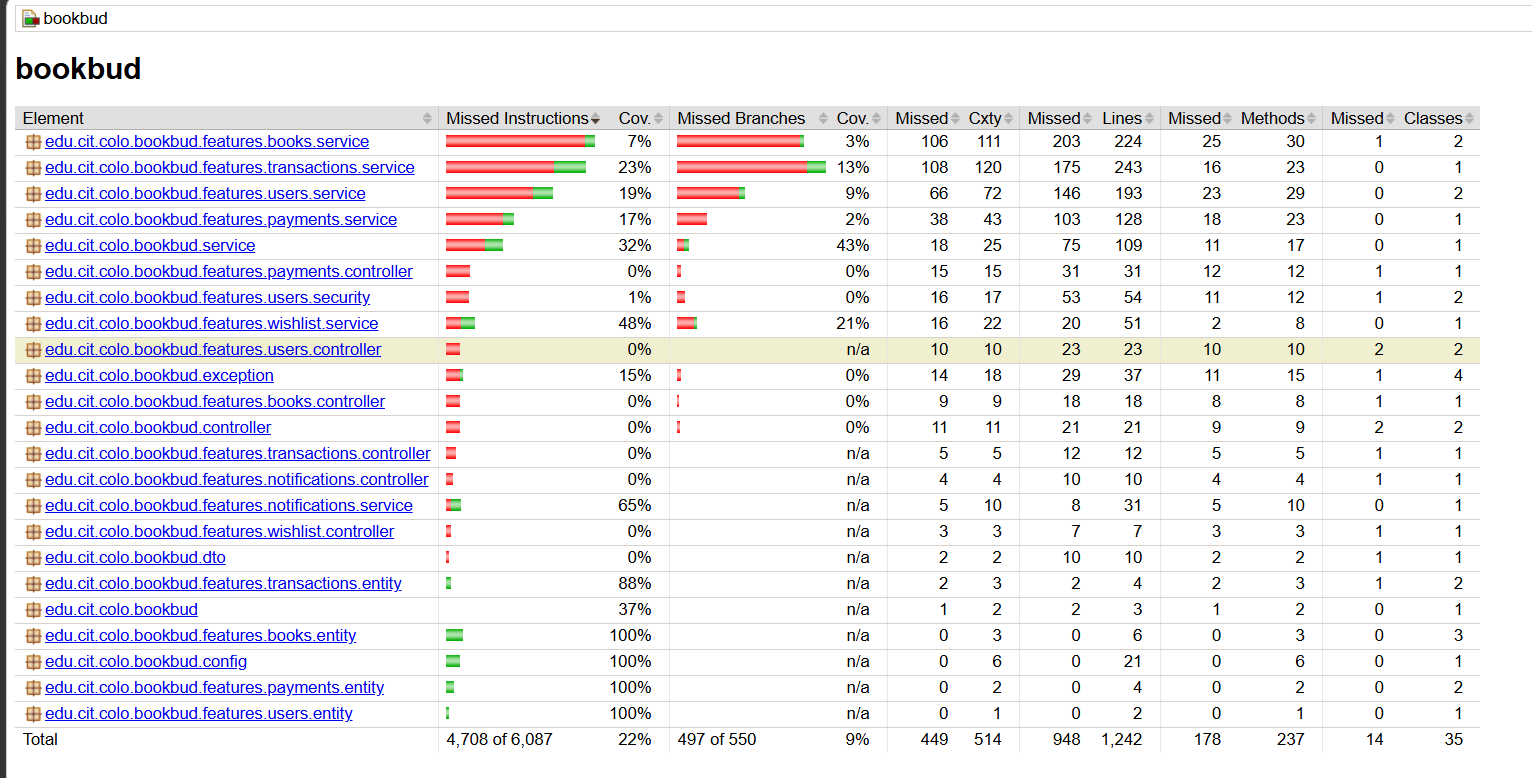 bookbud
bookbud
Element Missed Instructions Cov. Missed Branches Cov. Missed Cxty Missed Lines Missed Methods Missed Classes
edu.cit.colo.bookbud.features.books.service 7% 3% 106 111 203 224 25 30 1 2
edu.cit.colo.bookbud.features.transactions.service 23% 13% 108 120 175 243 16 23 0 1
edu.cit.colo.bookbud.features.users.service 19% 9% 66 72 146 193 23 29 0 2
edu.cit.colo.bookbud.features.payments.service 17% 2% 38 43 103 128 18 23 0 1
edu.cit.colo.bookbud.service 32% 43% 18 25 75 109 11 17 0 1
edu.cit.colo.bookbud.features.payments.controller 0% 0% 15 15 31 31 12 12 1 1
edu.cit.colo.bookbud.features.users.security 1% 0% 16 17 53 54 11 12 1 2
edu.cit.colo.bookbud.features.wishlist.service 48% 21% 16 22 20 51 2 8 0 1
edu.cit.colo.bookbud.features.users.controller 0% n/a 10 10 23 23 10 10 2 2
edu.cit.colo.bookbud.exception 15% 0% 14 18 29 37 11 15 1 4
edu.cit.colo.bookbud.features.books.controller 0% 0% 9 9 18 18 8 8 1 1
edu.cit.colo.bookbud.controller 0% 0% 11 11 21 21 9 9 2 2
edu.cit.colo.bookbud.features.transactions.controller 0% n/a 5 5 12 12 5 5 1 1
edu.cit.colo.bookbud.features.notifications.controller 0% n/a 4 4 10 10 4 4 1 1
edu.cit.colo.bookbud.features.notifications.service 65% n/a 5 10 8 31 5 10 0 1
edu.cit.colo.bookbud.features.wishlist.controller 0% n/a 3 3 7 7 3 3 1 1
edu.cit.colo.bookbud.dto 0% n/a 2 2 10 10 2 2 1 1
edu.cit.colo.bookbud.features.transactions.entity 88% n/a 2 3 2 4 2 3 1 2
edu.cit.colo.bookbud 37% n/a 1 2 2 3 1 2 0 1
edu.cit.colo.bookbud.features.books.entity 100% n/a 0 3 0 6 0 3 0 3
edu.cit.colo.bookbud.config 100% n/a 0 6 0 21 0 6 0 1
edu.cit.colo.bookbud.features.payments.entity 100% n/a 0 2 0 4 0 2 0 2
edu.cit.colo.bookbud.features.users.entity 100% n/a 0 1 0 2 0 1 0 1
Total 4,708 of 6,087 22% 497 of 550 9% 449 514 948 1,242 178 237 14 35